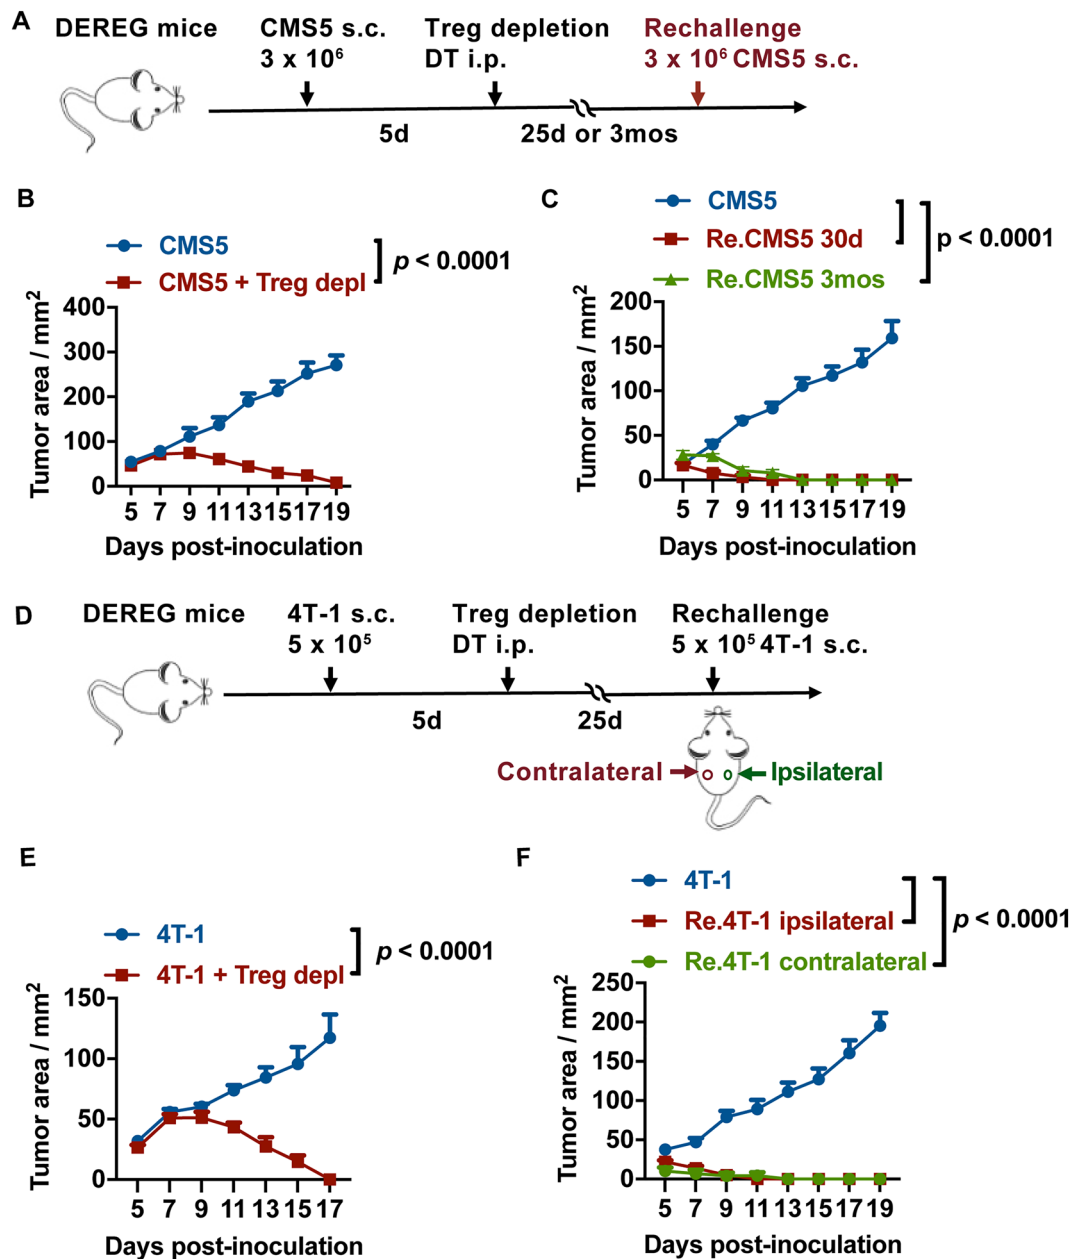 A
DEREG mice
CMS5 s.c.
3 x 10⁶
Treg depletion
DT i.p.
Rechallenge
3 x 10⁶ CMS5 s.c.
5d
25d or 3mos
B
CMS5
CMS5 + Treg depl
p < 0.0001
Tumor area / mm²
400
300
200
100
0
5 7 9 11 13 15 17 19
Days post-inoculation
C
CMS5
Re.CMS5 30d
Re.CMS5 3mos
p < 0.0001
Tumor area / mm²
200
150
100
50
0
5 7 9 11 13 15 17 19
Days post-inoculation
D
DEREG mice
4T-1 s.c.
5 x 10⁵
Treg depletion
DT i.p.
Rechallenge
5 x 10⁵ 4T-1 s.c.
5d
25d
Contralateral
Ipsilateral
E
4T-1
4T-1 + Treg depl
p < 0.0001
Tumor area / mm²
150
100
50
0
5 7 9 11 13 15 17
Days post-inoculation
F
4T-1
Re.4T-1 ipsilateral
Re.4T-1 contralateral
p < 0.0001
Tumor area / mm²
250
200
150
100
50
0
5 7 9 11 13 15 17 19
Days post-inoculation